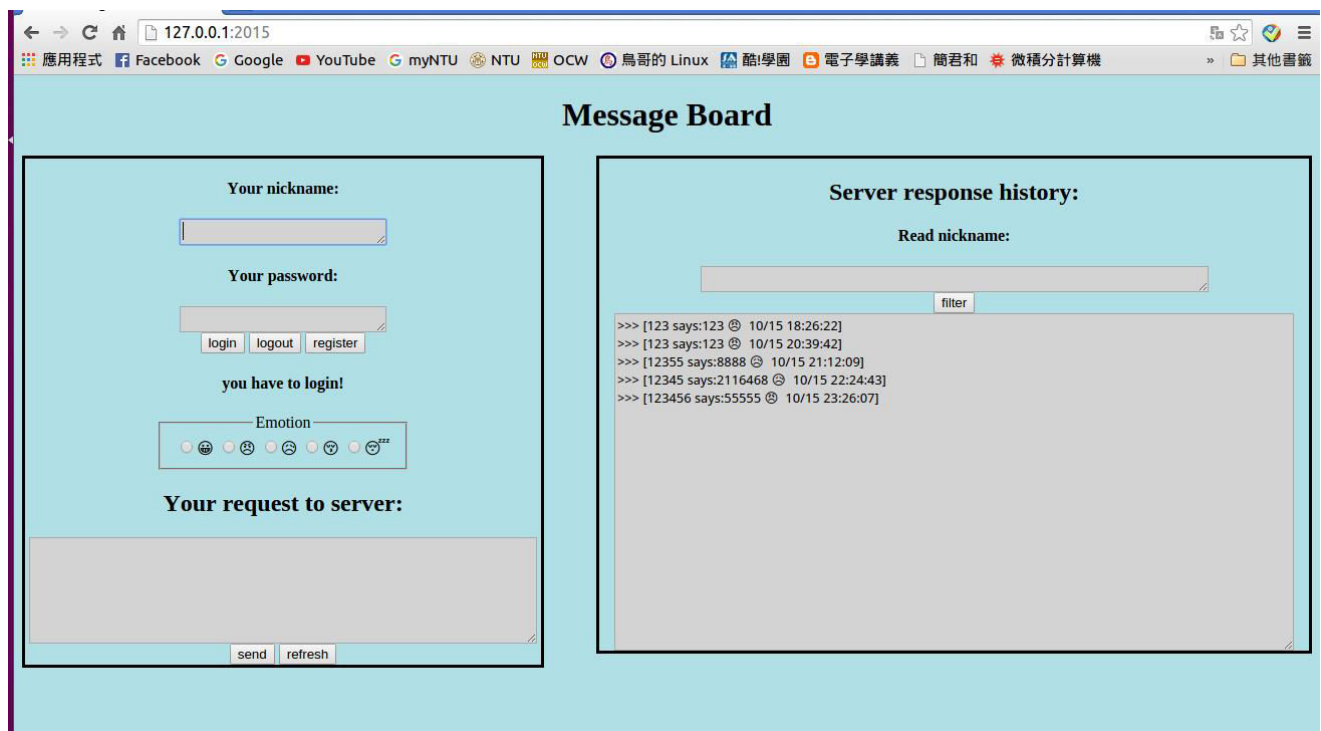 127.0.0.1:2015
應用程式 Facebook Google YouTube myNTU NTU OCW 鳥哥的 Linux 酷!學園 電子學講義 簡君和 微積分計算機 » 其他書籤
Message Board
Your nickname:
Your password:
login logout register
you have to login!
Emotion
😀 😠 😥 😙 😴
Your request to server:
send refresh
Server response history:
Read nickname:
filter
>>> [123 says:123 😠 10/15 18:26:22]
>>> [123 says:123 😠 10/15 20:39:42]
>>> [12355 says:8888 😥 10/15 21:12:09]
>>> [12345 says:2116468 😥 10/15 22:24:43]
>>> [123456 says:55555 😠 10/15 23:26:07]